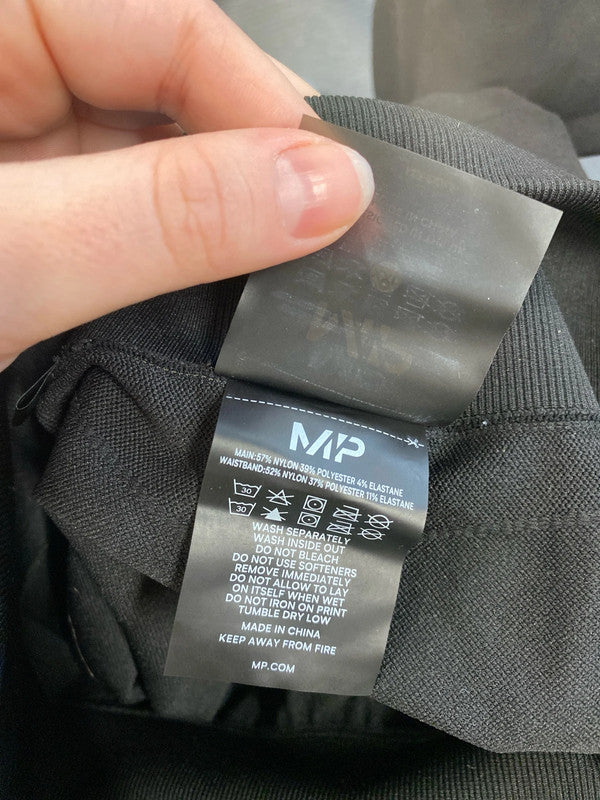 MP
MAIN:57% NYLON 39% POLYESTER 4% ELASTANE
WAISTBAND:52% NYLON 37% POLYESTER 11% ELASTANE
30
30
WASH SEPARATELY
WASH INSIDE OUT
DO NOT BLEACH
DO NOT USE SOFTENERS
REMOVE IMMEDIATELY
DO NOT ALLOW TO LAY
ON ITSELF WHEN WET
DO NOT IRON ON PRINT
TUMBLE DRY LOW
MADE IN CHINA
KEEP AWAY FROM FIRE
MP.COM